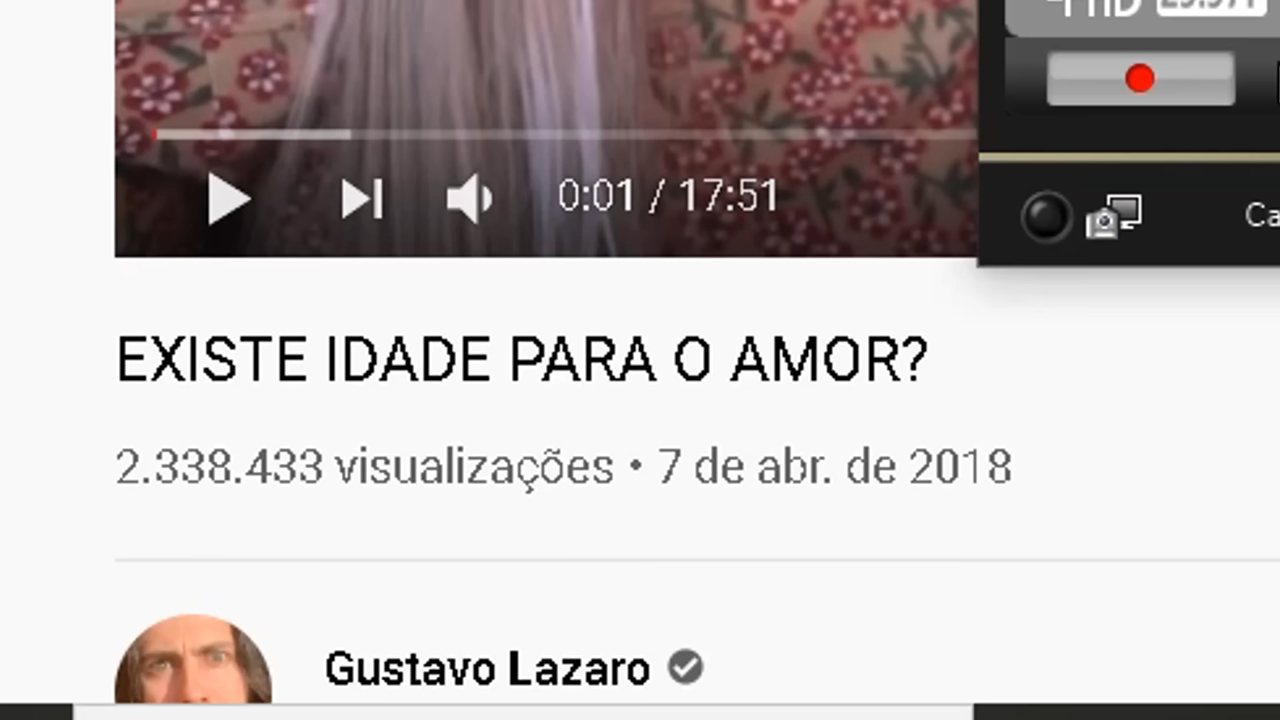 0:01 / 17:51
Ca
EXISTE IDADE PARA O AMOR?
2.338.433 visualizações • 7 de abr. de 2018
Gustavo Lazaro